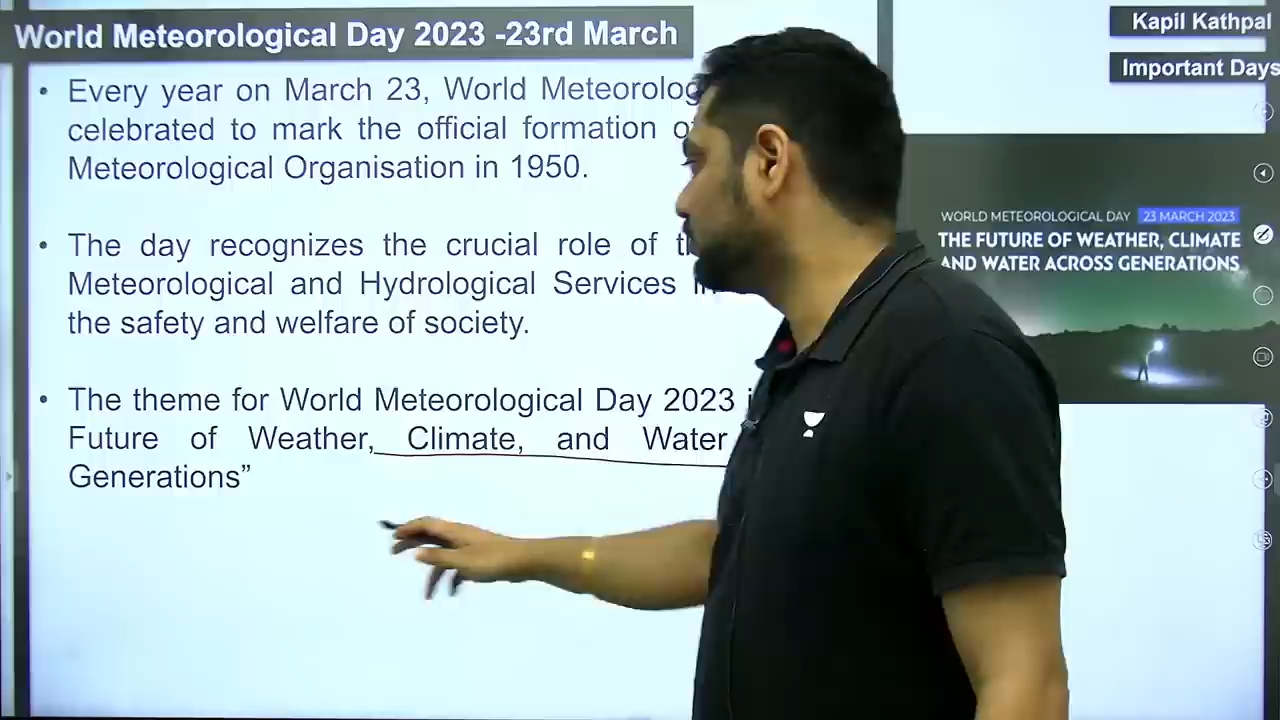 World Meteorological Day 2023 -23rd March
Kapil Kathpal
Important Days
• Every year on March 23, World
celebrated to mark the official formation
Meteorological Organisation in 1950.
• The day recognizes the crucial role of
Meteorological and Hydrological Services
the safety and welfare of society.
• The theme for World Meteorological Day 2023
Future of Weather, Climate, and Water
Generations”
WORLD METEOROLOGICAL DAY 23 MARCH 2023
THE FUTURE OF WEATHER, CLIMATE
AND WATER ACROSS GENERATIONS